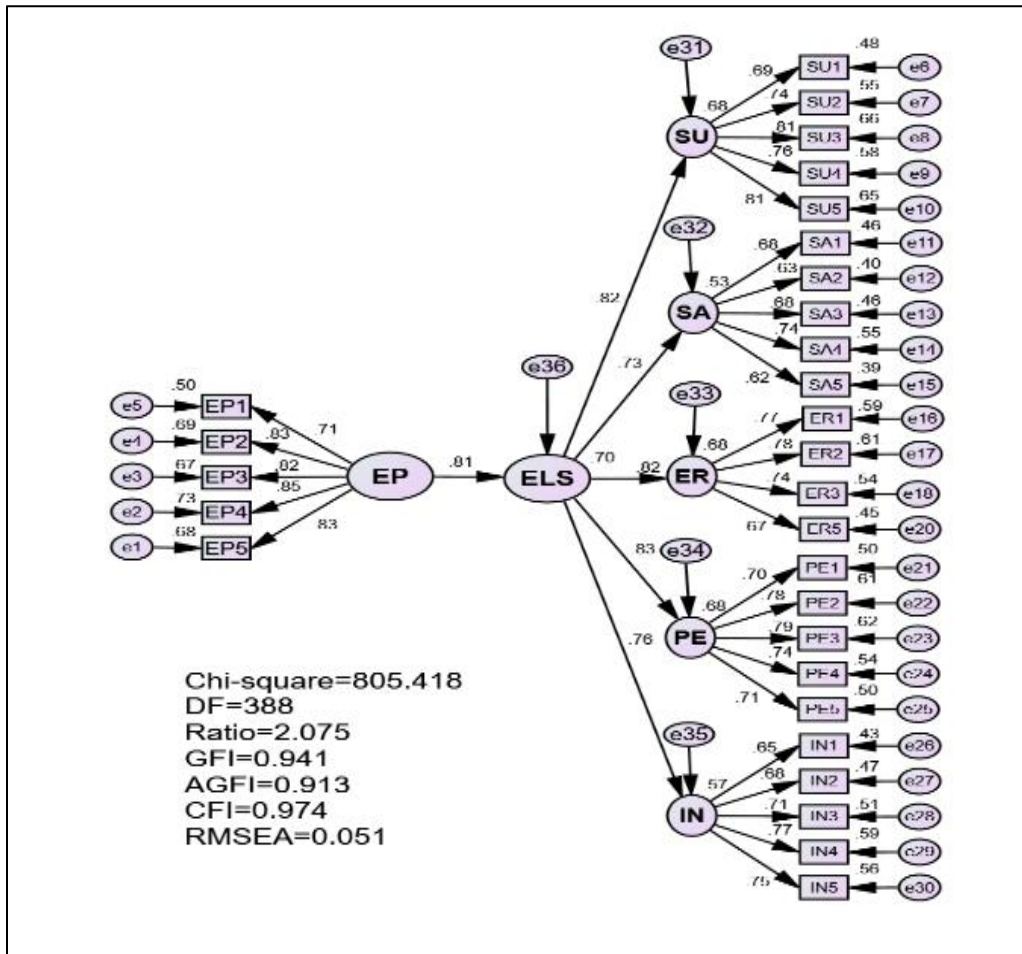 e31
.48
.69 SU1 e6
.55
.74 SU2 e7
.68
.66
SU .81 SU3 e8
.76 .58
SU4 e9
81 .65
SU5 e10
e32
.46
.68 SA1 e11
.40
.63 SA2 e12
.53
.82
SA .68 SA3 .46 e13
.74 .55
SA4 e14
e36
.73
.62 .39
SA5 e15
e33
.50
e5 EP1
.71
.77 ER1 .59 e16
.69
e4 EP2 .83
.68
.78 ER2 .61 e17
.67
e3 EP3 .82
EP .81 ELS .70 .82 ER
.74 ER3 .54 e18
.85
.73
e2 EP4
67 ER5 .45 e20
.68 .83
e1 EP5
83 e34
.50
.70 PE1 e21
.61
.68 .78 PE2 e22
PE .79 PE3 .62 e23
.76
.74 PE4 .54 e24
.71 PE5 .50 e25
Chi-square=805.418
DF=388
Ratio=2.075
GFI=0.941
AGFI=0.913
CFI=0.974
RMSEA=0.051
e35
.65 IN1 .43 e26
57 .68 IN2 .47 e27
IN .71 IN3 .51 e28
.77 IN4 .59 e29
.75 IN5 .56 e30